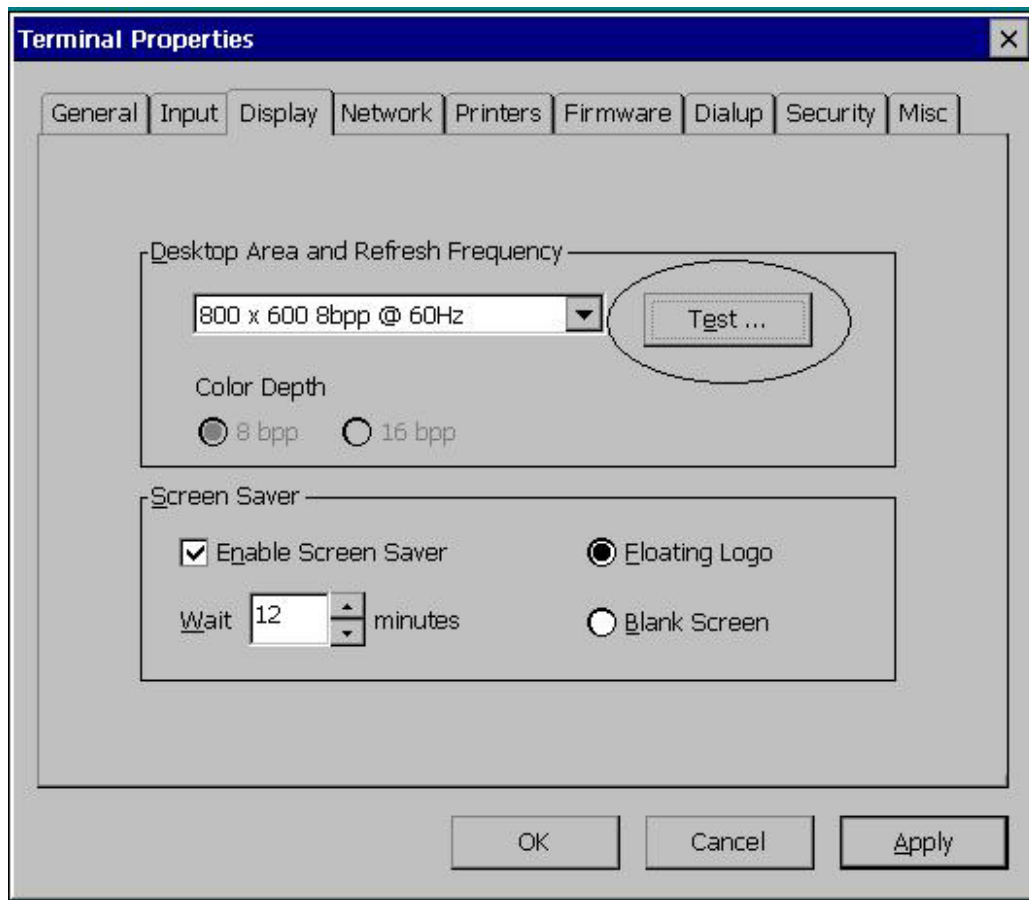 Terminal Properties
General Input Display Network Printers Firmware Dialup Security Misc
Desktop Area and Refresh Frequency
800 x 600 8bpp @ 60Hz
Test ...
Color Depth
8 bpp 16 bpp
Screen Saver
Enable Screen Saver Floating Logo
Wait 12 minutes Blank Screen
OK Cancel Apply